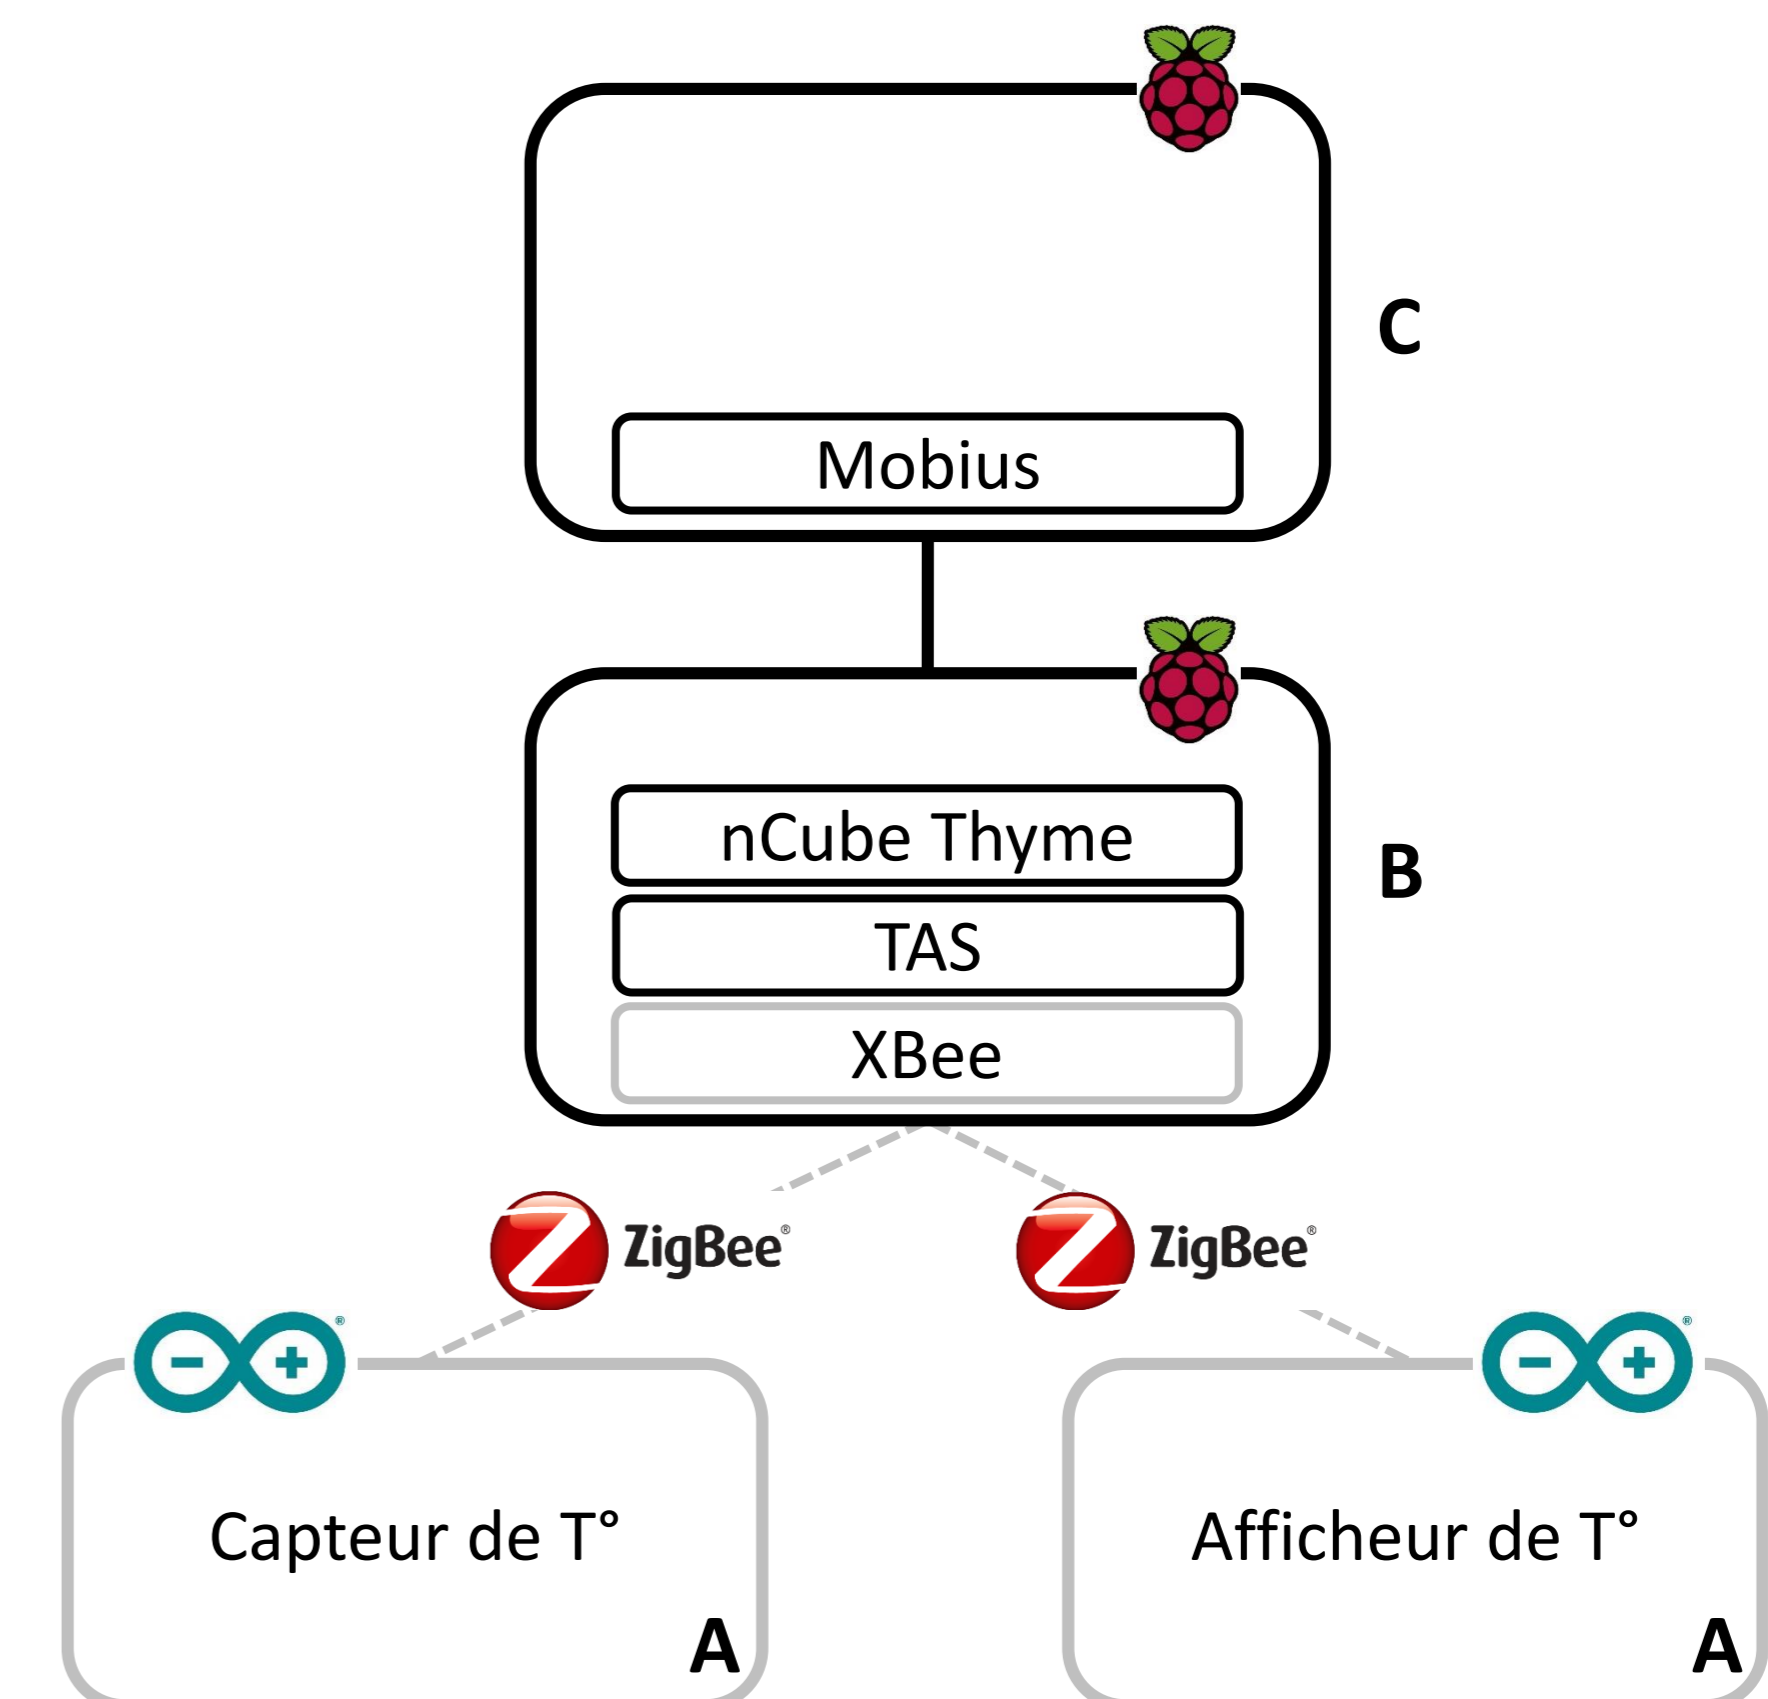 C
Mobius
nCube Thyme
B
TAS
XBee
ZigBee®
ZigBee®
®
®
Capteur de T°
Afficheur de T°
A
A